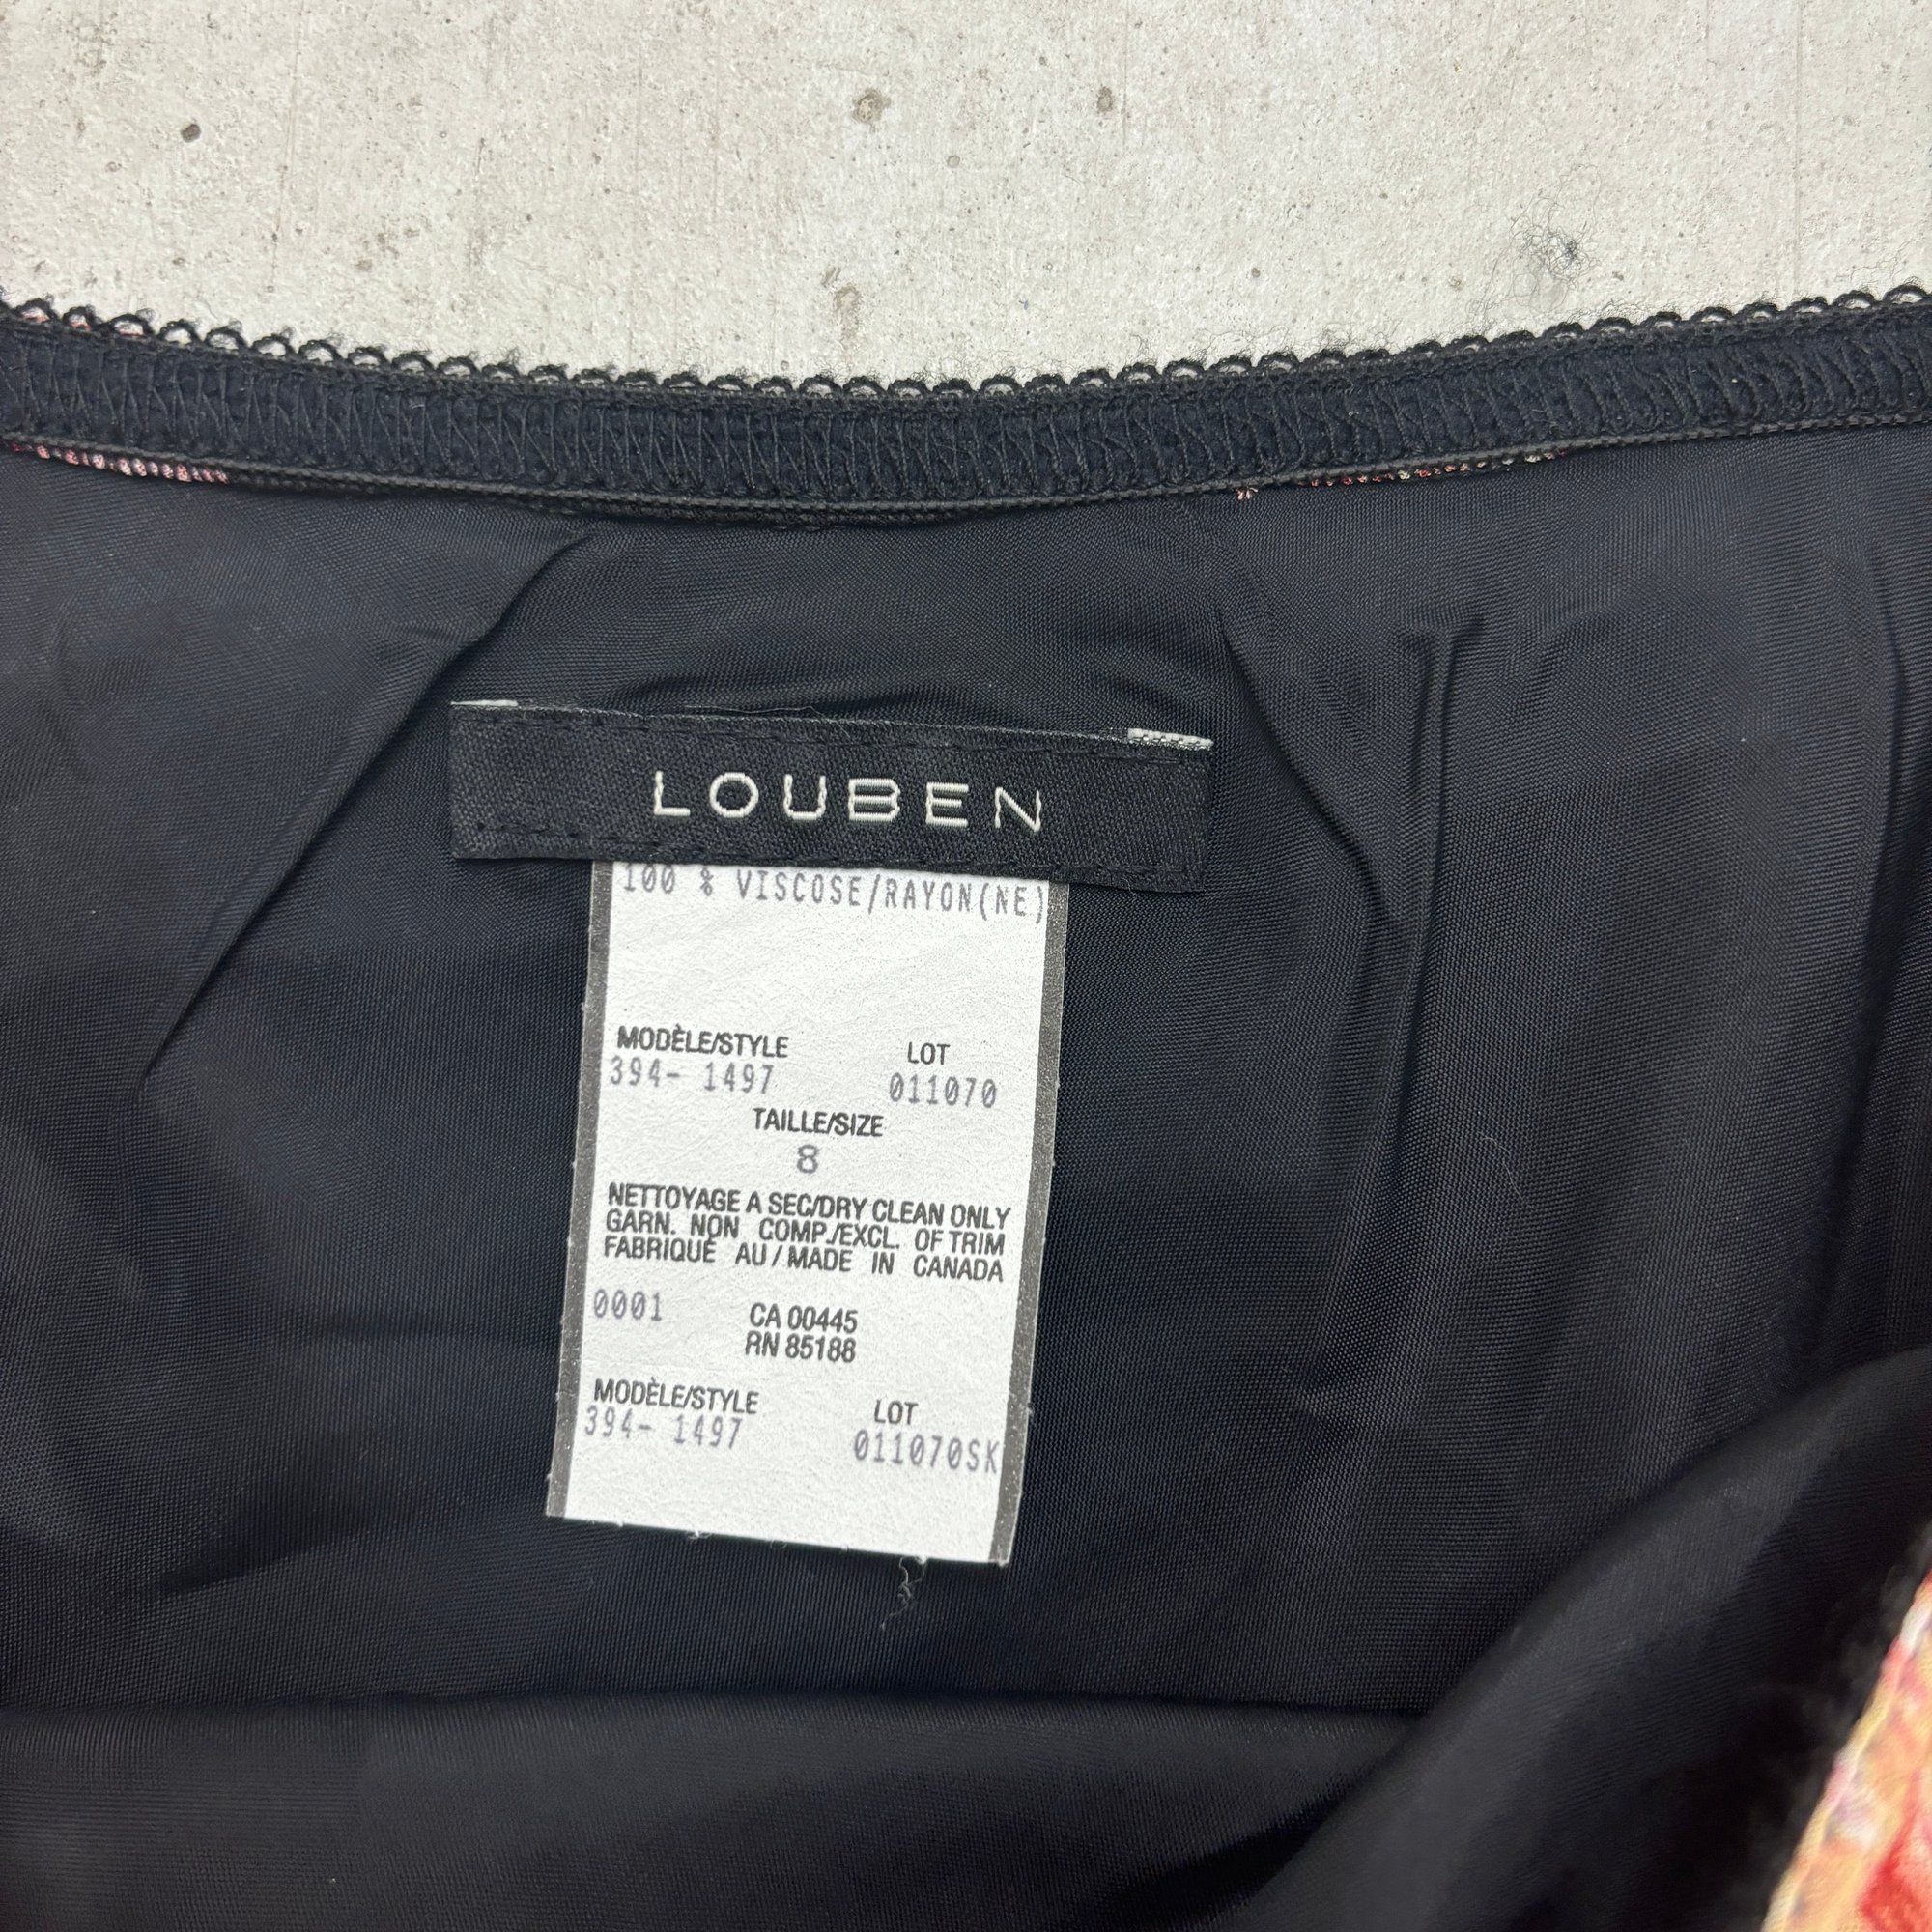 LOUBEN
100 % VISCOSE/RAYON(NE)
MODÈLE/STYLE LOT
394- 1497 011070
TAILLE/SIZE
8
NETTOYAGE A SEC/DRY CLEAN ONLY
GARN. NON COMP./EXCL. OF TRIM
FABRIQUÉ AU / MADE IN CANADA
0001 CA 00445
RN 85188
MODÈLE/STYLE LOT
394- 1497 011070SK